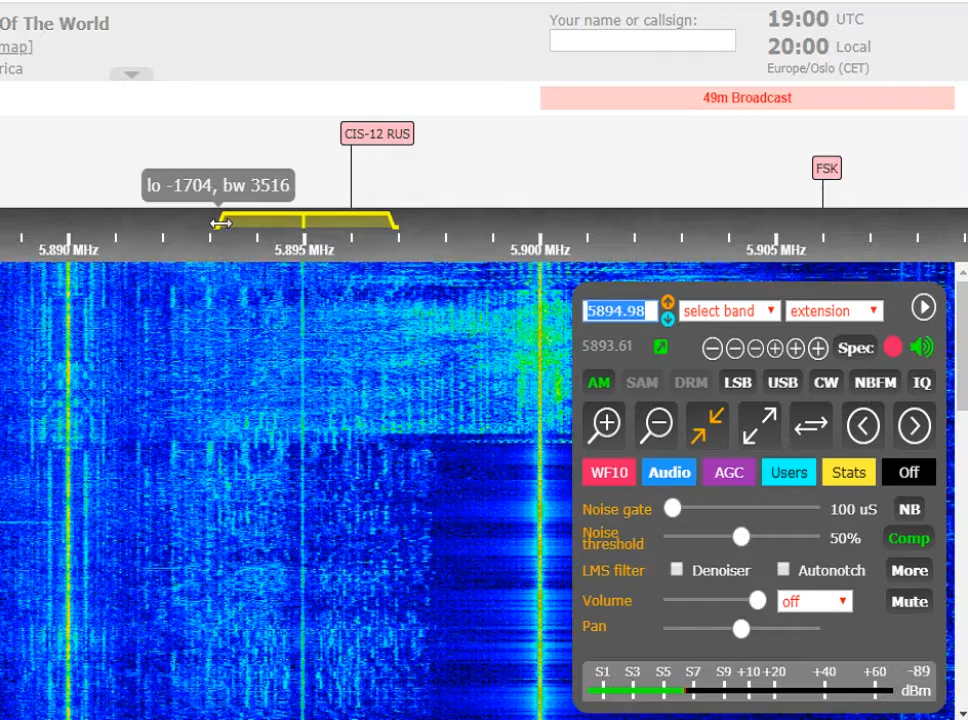 Of The World
map]
rica
Your name or callsign:
19:00 UTC
20:00 Local
Europe/Oslo (CET)
49m Broadcast
CIS-12 RUS
FSK
lo -1704, bw 3516
5.890 MHz 5.895 MHz 5.900 MHz 5.905 MHz
5894.98 select band extension
5893.61 Spec
AM SAM DRM LSB USB CW NBFM IQ
WF10 Audio AGC Users Stats Off
Noise gate 100 uS NB
Noise threshold 50% Comp
LMS filter Denoiser Autonotch More
Volume off Mute
Pan
S1 S3 S5 S7 S9 +10 +20 +40 +60 -89
dBm